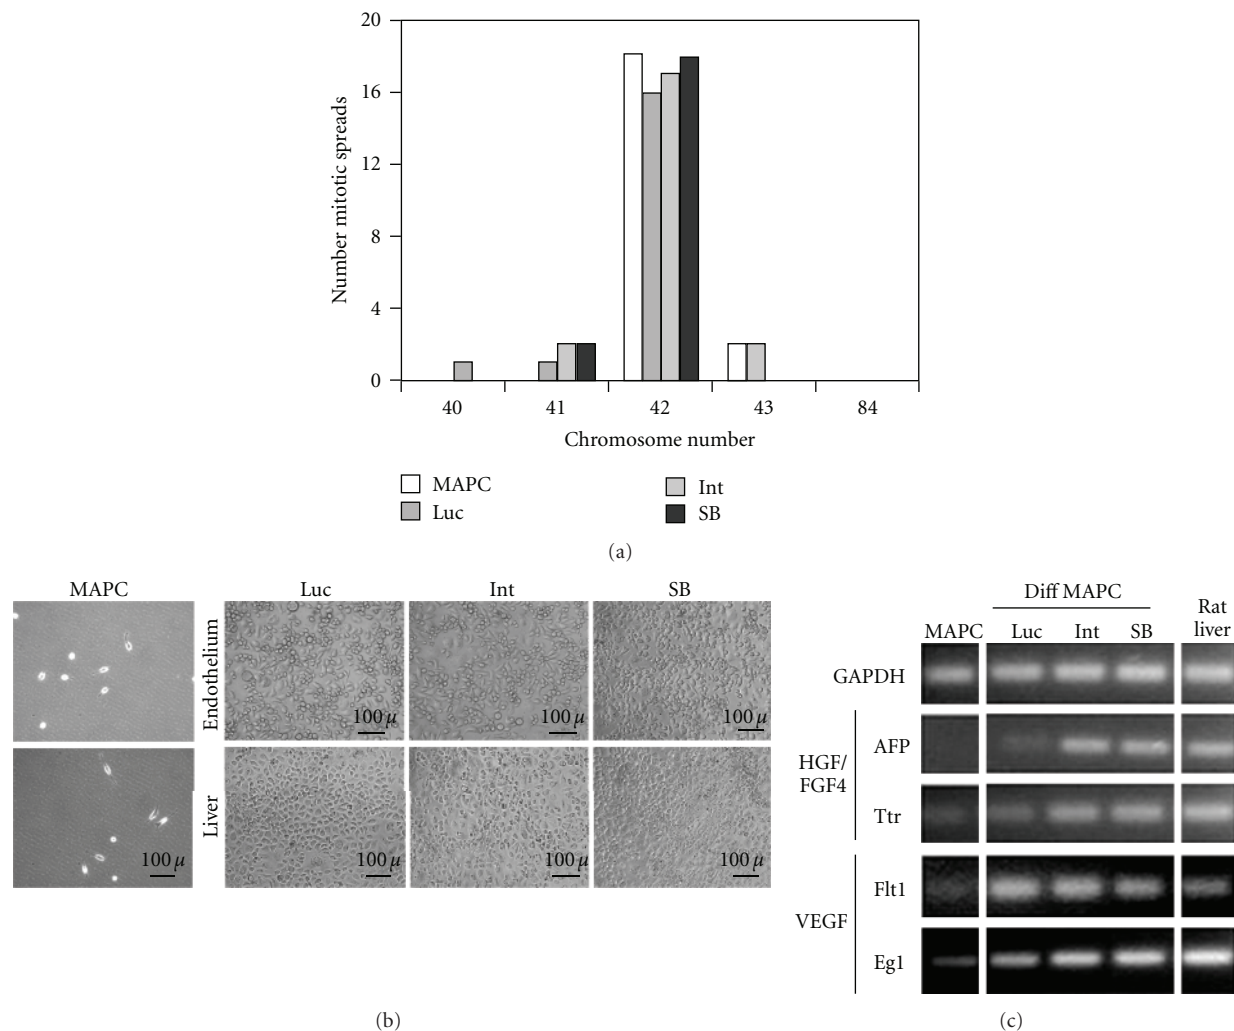 20
16
12
8
4
0
Number mitotic spreads
40 41 42 43 84
Chromosome number
MAPC
Luc
Int
SB
(a)
MAPC Luc Int SB
Endothelium
100 µ 100 µ 100 µ
Liver
100 µ 100 µ 100 µ 100 µ
(b)
Diff MAPC
Rat
liver
MAPC Luc Int SB
GAPDH
HGF/
FGF4
AFP
Ttr
VEGF
Flt1
Eg1
(c)